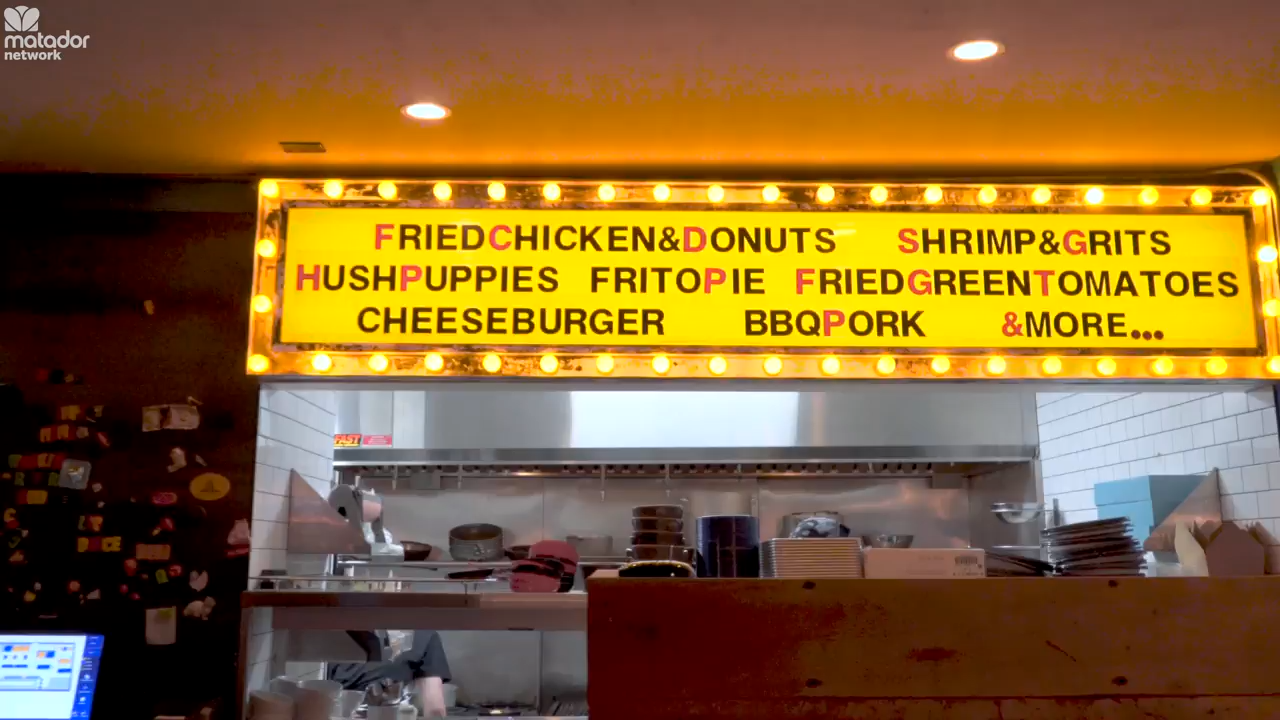 matador
network
FRIEDCHICKEN&DONUTS SHRIMP&GRITS
HUSHPUPPIES FRITOPIE FRIEDGREENTOMATOES
CHEESEBURGER BBQPORK &MORE...
FAST